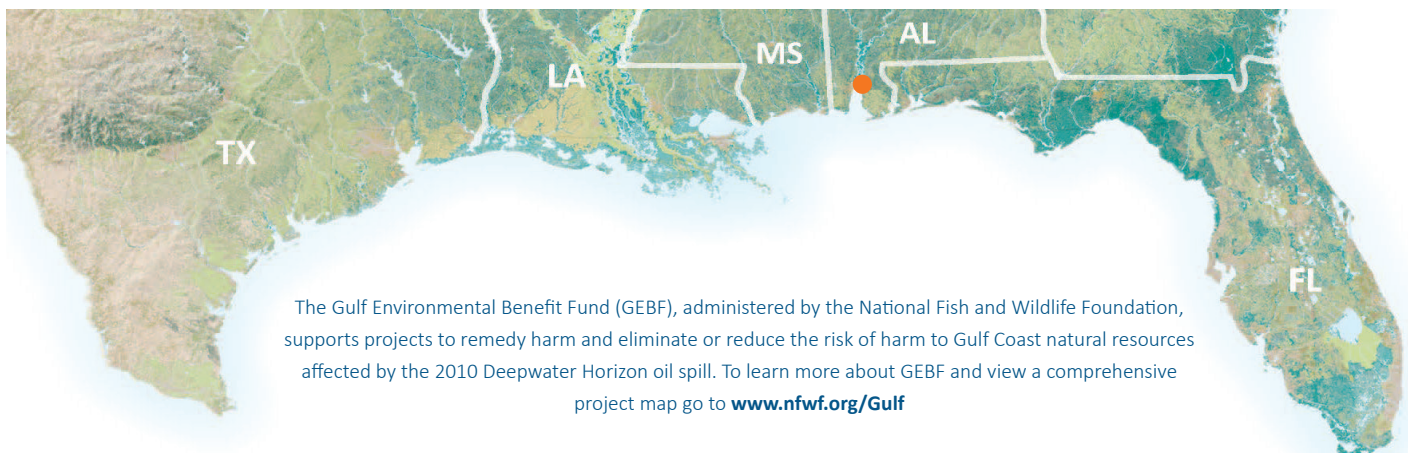 AL
MS
LA
TX
FL
The Gulf Environmental Benefit Fund (GEBF), administered by the National Fish and Wildlife Foundation,
supports projects to remedy harm and eliminate or reduce the risk of harm to Gulf Coast natural resources
affected by the 2010 Deepwater Horizon oil spill. To learn more about GEBF and view a comprehensive
project map go to www.nfwf.org/Gulf